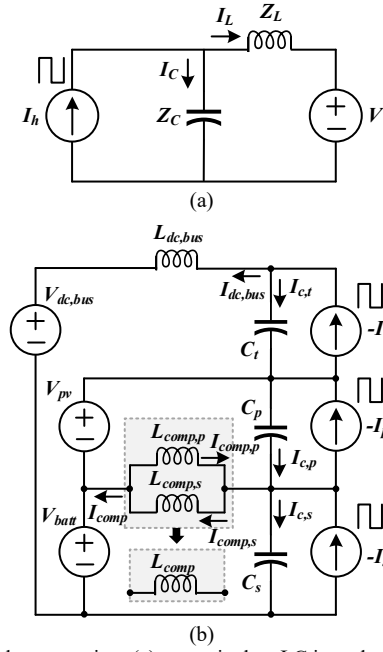 I_L Z_L
I_C
I_h Z_C V
(a)
L_dc,bus
V_dc,bus
I_dc,bus I_c,t
C_t -I
V_pv C_p
L_comp,p I_comp,p -I
L_comp,s I_c,p
I_comp I_comp,s I_c,s
V_batt
L_comp C_s -I
(b)